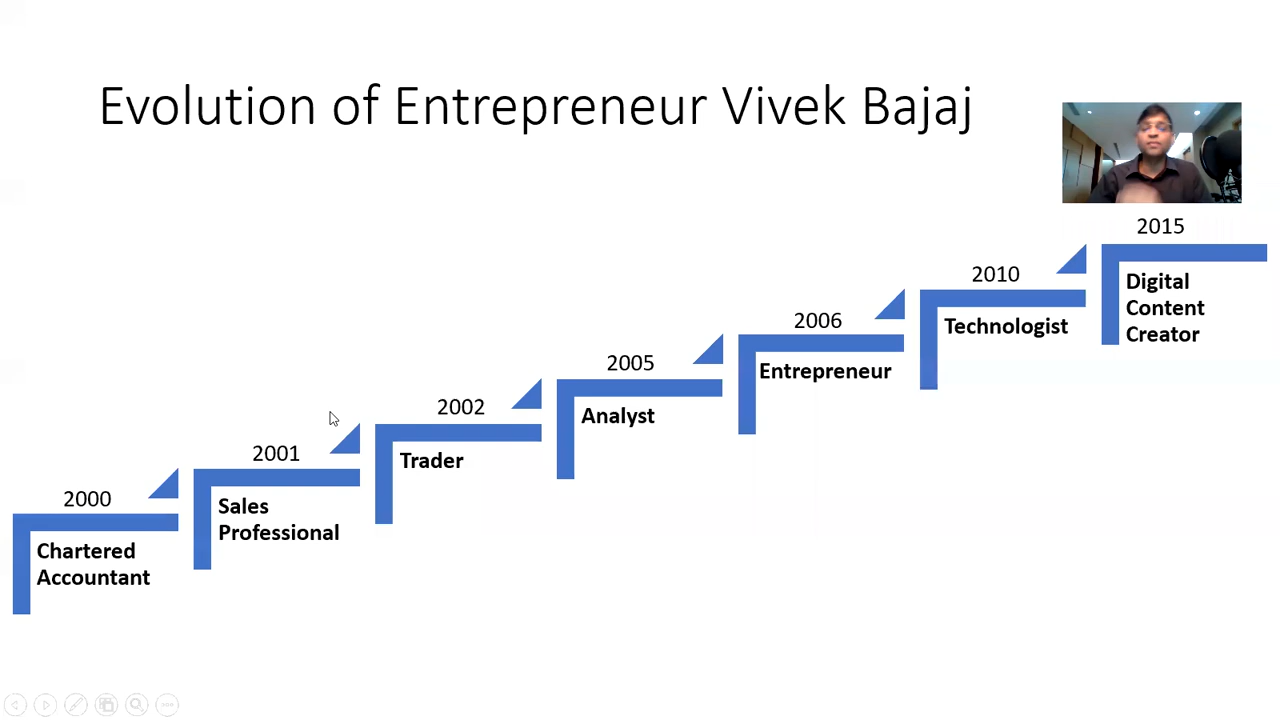 Evolution of Entrepreneur Vivek Bajaj
2000
Chartered
Accountant
2001
Sales
Professional
2002
Trader
2005
Analyst
2006
Entrepreneur
2010
Technologist
2015
Digital
Content
Creator